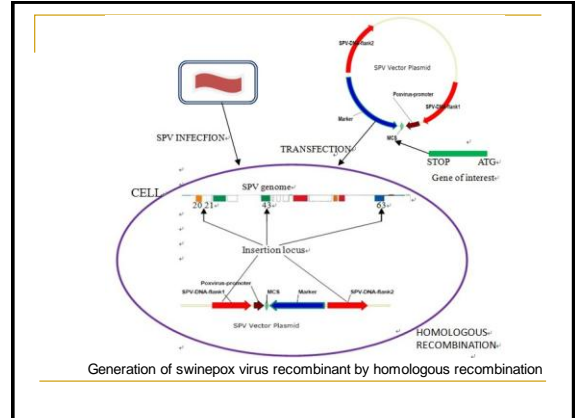 SPV-DNA-flank2
SPV Vector Plasmid
Poxvirus-promoter
SPV-DNA-flank1
Marker
MCS
SPV INFECFION
TRANSFECTION
STOP ATG
Gene of interest
CELL
SPV genome
20 21 43 63
Insertion locus
Poxvirus-promoter
SPV-DNA-flank1 MCS Marker SPV-DNA-flank2
SPV Vector Plasmid
HOMOLOGOUS
RECOMBINATION
Generation of swinepox virus recombinant by homologous recombination